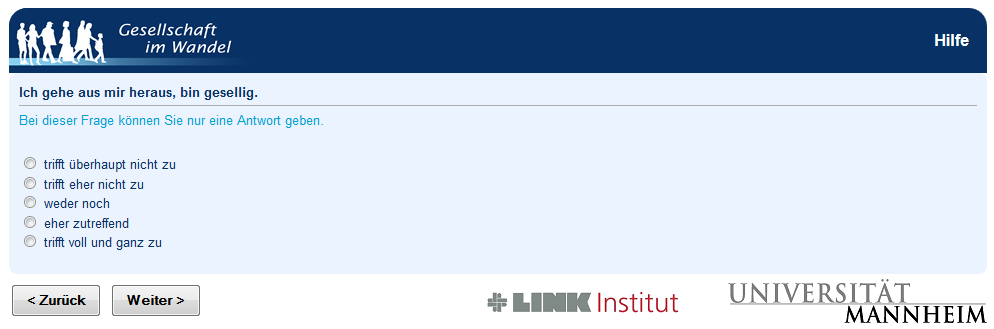 Gesellschaft
im Wandel
Hilfe
Ich gehe aus mir heraus, bin gesellig.
Bei dieser Frage können Sie nur eine Antwort geben.
trifft überhaupt nicht zu
trifft eher nicht zu
weder noch
eher zutreffend
trifft voll und ganz zu
< Zurück
Weiter >
LINK Institut
UNIVERSITÄT
MANNHEIM